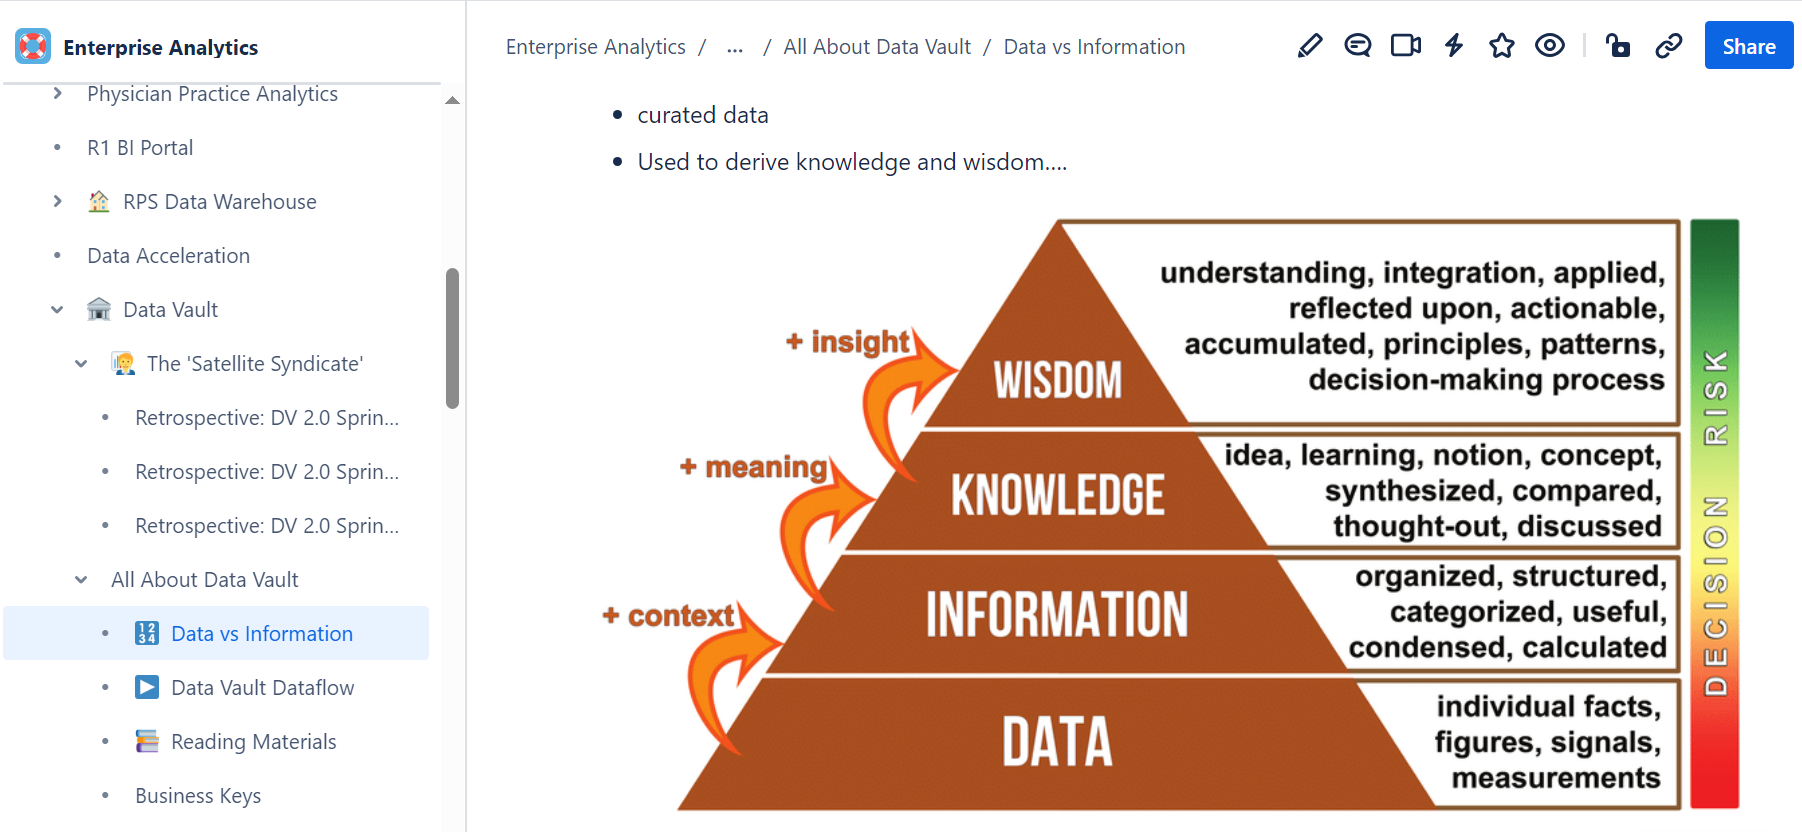 Enterprise Analytics
Physician Practice Analytics
R1 BI Portal
RPS Data Warehouse
Data Acceleration
Data Vault
The 'Satellite Syndicate'
Retrospective: DV 2.0 Sprin...
Retrospective: DV 2.0 Sprin...
Retrospective: DV 2.0 Sprin...
All About Data Vault
Data vs Information
Data Vault Dataflow
Reading Materials
Business Keys
Enterprise Analytics / ... / All About Data Vault / Data vs Information
Share
curated data
Used to derive knowledge and wisdom....
+ insight
WISDOM
understanding, integration, applied,
reflected upon, actionable,
accumulated, principles, patterns,
decision-making process
+ meaning
KNOWLEDGE
idea, learning, notion, concept,
synthesized, compared,
thought-out, discussed
+ context
INFORMATION
organized, structured,
categorized, useful,
condensed, calculated
DATA
individual facts,
figures, signals,
measurements
DECISION RISK